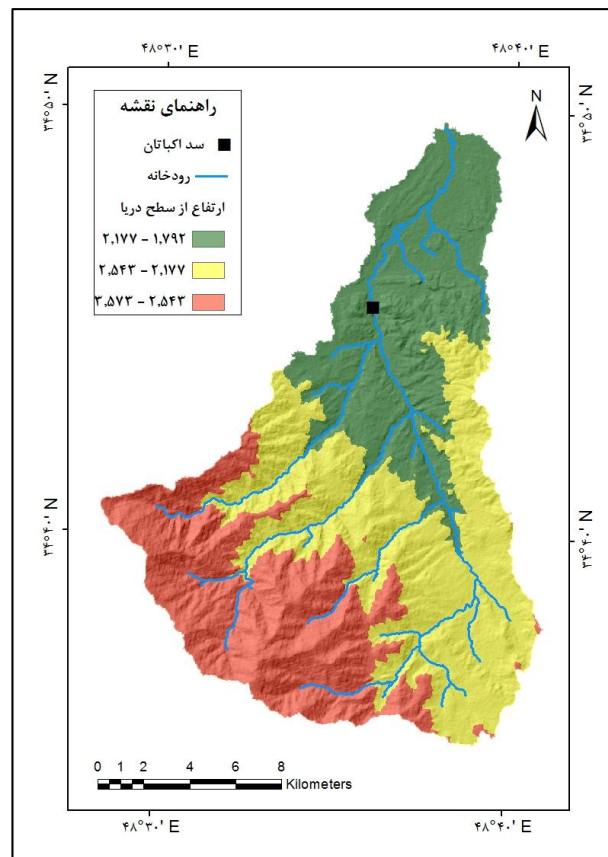 ۴۸°۳۰' E
۴۸°۴۰' E
۳۴°۵۰' N
۳۴°۵۰' N
N
راهنمای نقشه
سد اکباتان
رودخانه
ارتفاع از سطح دریا
۲,۱۷۷ - ۱,۷۹۲
۲,۵۴۳ - ۲,۱۷۷
۳,۵۷۳ - ۲,۵۴۳
۳۴°۴۰' N
۳۴°۴۰' N
0 1 2 4 6 8
Kilometers
۴۸°۳۰' E
۴۸°۴۰' E